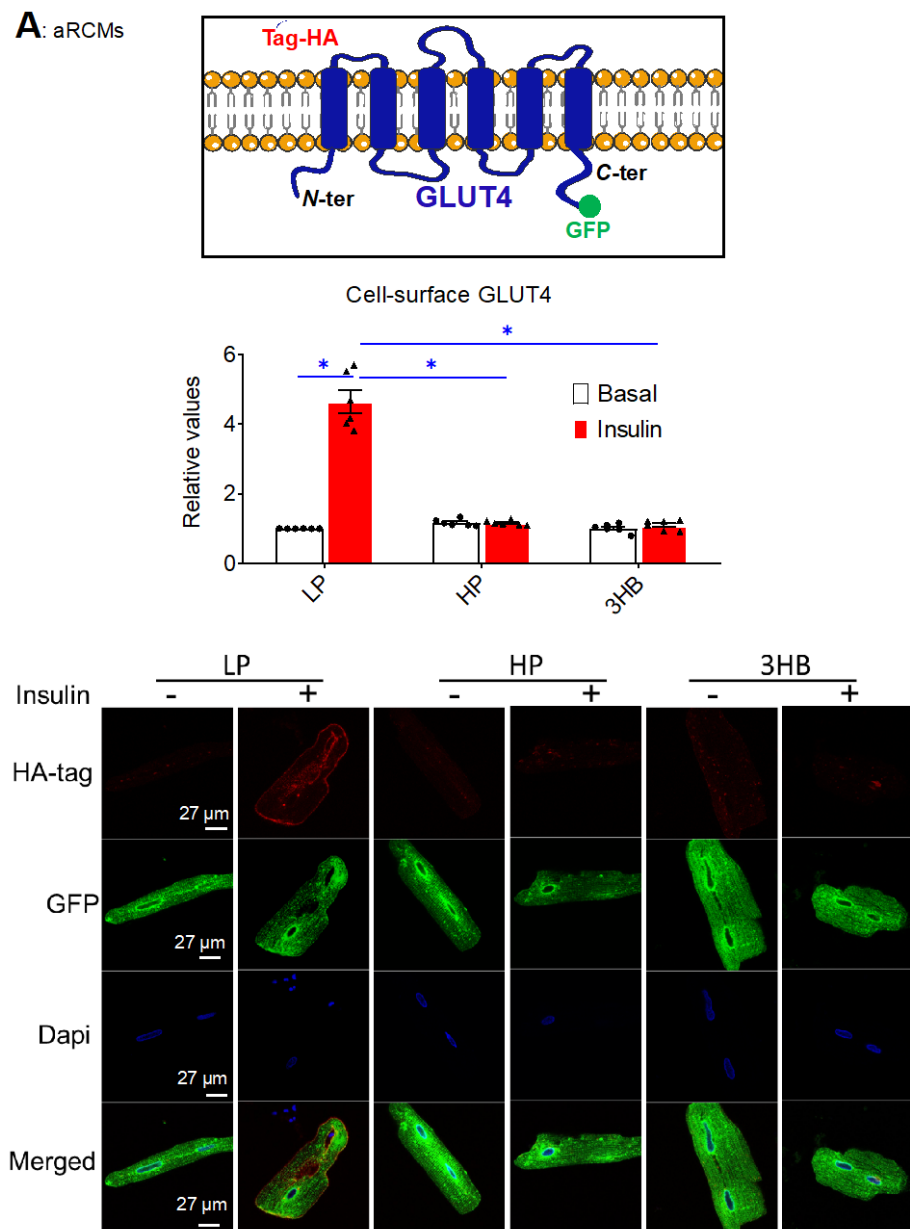 A: aRCMs
Tag-HA
N-ter
GLUT4
C-ter
GFP
Cell-surface GLUT4
Relative values
6
4
2
0
*
*
*
Basal
Insulin
LP
HP
3HB
LP
HP
3HB
Insulin
-
+
-
+
-
+
HA-tag
27 µm
GFP
27 µm
Dapi
27 µm
Merged
27 µm